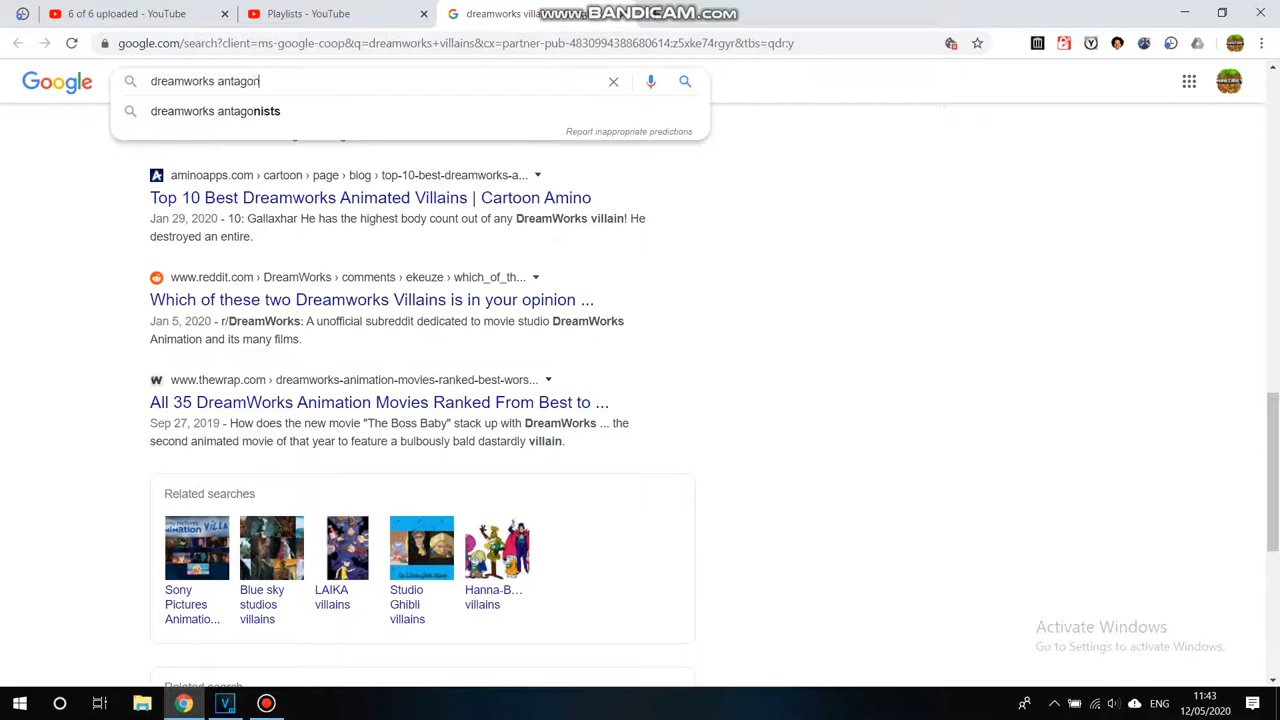 6 of 6 uploaded - YouTube
Playlists - YouTube
dreamworks villa
www.BANDICAM.com
google.com/search?client=ms-google-coop&q=dreamworks+villains&cx=partner-pub-4830994388680614:z5xke74rgyr&tbs=qdr:y
Google
dreamworks antagon
dreamworks antagonists
Report inappropriate predictions
aminoapps.com › cartoon › page › blog › top-10-best-dreamworks-a...
Top 10 Best Dreamworks Animated Villains | Cartoon Amino
Jan 29, 2020 - 10: Gallaxhar He has the highest body count out of any DreamWorks villain! He
destroyed an entire.
www.reddit.com › DreamWorks › comments › ekeuze › which_of_th...
Which of these two Dreamworks Villains is in your opinion ...
Jan 5, 2020 - r/DreamWorks: A unofficial subreddit dedicated to movie studio DreamWorks
Animation and its many films.
www.thewrap.com › dreamworks-animation-movies-ranked-best-wors...
All 35 DreamWorks Animation Movies Ranked From Best to ...
Sep 27, 2019 - How does the new movie "The Boss Baby" stack up with DreamWorks ... the
second animated movie of that year to feature a bulbously bald dastardly villain.
Related searches
Sony
Pictures
Animatio...
Blue sky
studios
villains
LAIKA
villains
Studio
Ghibli
villains
Hanna-B...
villains
Activate Windows
Go to Settings to activate Windows.
ENG
11:43
12/05/2020